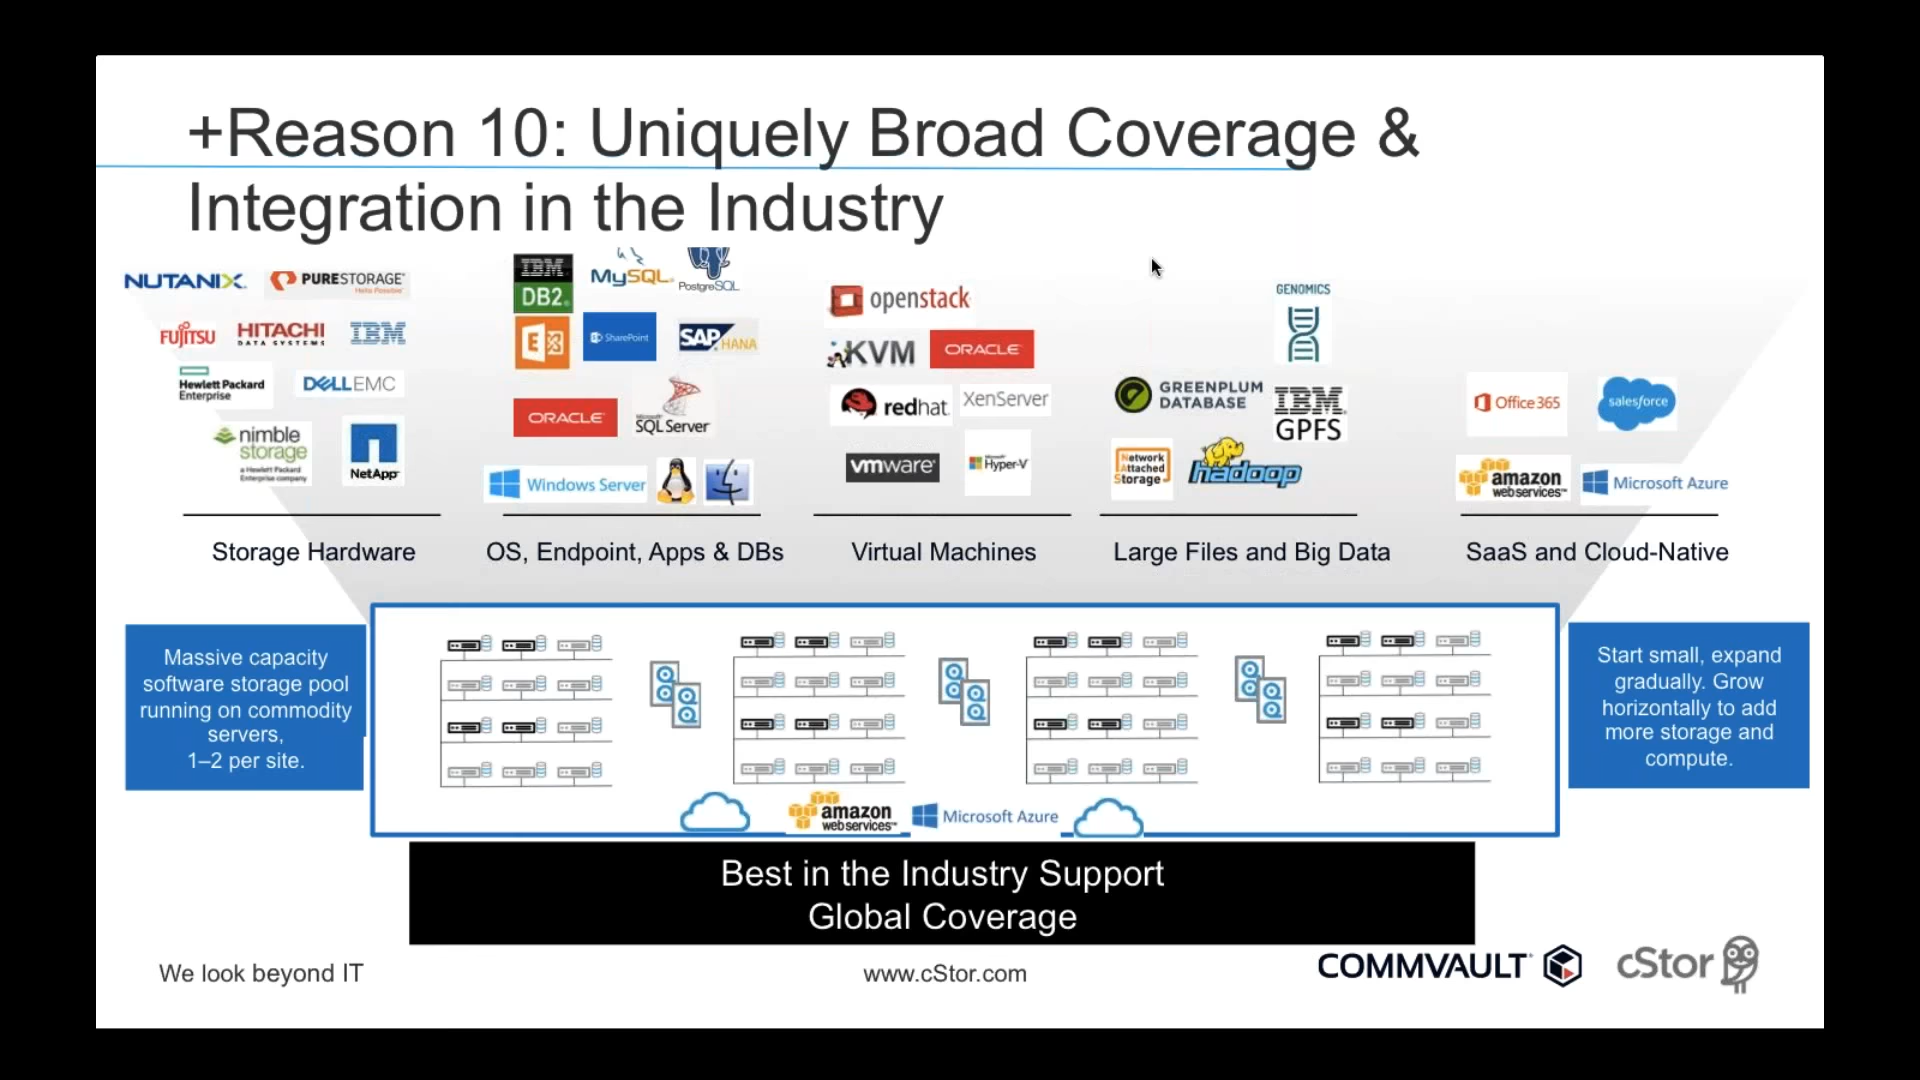 +Reason 10: Uniquely Broad Coverage &
Integration in the Industry
NUTANIX.
PURESTORAGE
Hello Possible
FUJITSU
HITACHI
DATA SYSTEMS
IBM
Hewlett Packard
Enterprise
DELLEMC
nimble
storage
a Hewlett Packard
Enterprise company
NetApp
Storage Hardware
IBM
DB2
MySQL
PostgreSQL
SharePoint
SAP HANA
ORACLE
Microsoft
SQL Server
Windows Server
OS, Endpoint, Apps & DBs
openstack
KVM
ORACLE
redhat.
XenServer
vmware
Microsoft
Hyper-V
Virtual Machines
GENOMICS
GREENPLUM
DATABASE
IBM
GPFS
Network
Attached
Storage
hadoop
Large Files and Big Data
Office 365
salesforce
amazon
web services™
Microsoft Azure
SaaS and Cloud-Native
Massive capacity
software storage pool
running on commodity
servers,
1–2 per site.
amazon
web services™
Microsoft Azure
Start small, expand
gradually. Grow
horizontally to add
more storage and
compute.
Best in the Industry Support
Global Coverage
We look beyond IT
www.cStor.com
COMMVAULT
cStor